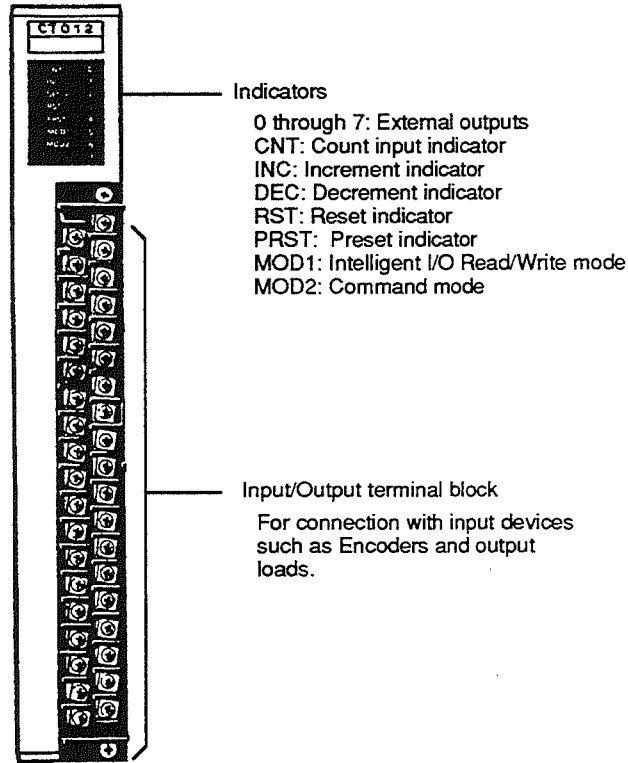 CT012
MOD2
Indicators
0 through 7: External outputs
CNT: Count input indicator
INC: Increment indicator
DEC: Decrement indicator
RST: Reset indicator
PRST: Preset indicator
MOD1: Intelligent I/O Read/Write mode
MOD2: Command mode
Input/Output terminal block
For connection with input devices
such as Encoders and output
loads.